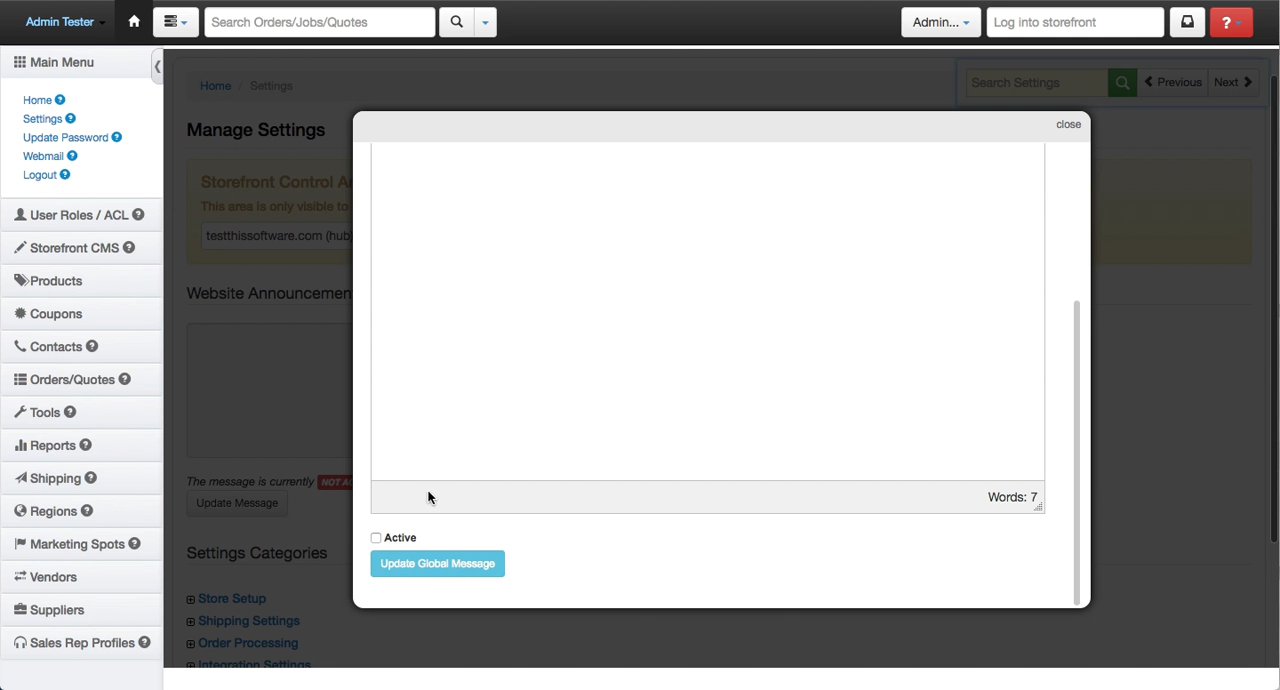 Admin Tester
Search Orders/Jobs/Quotes
Admin...
Log into storefront
?
Main Menu
Home
Settings
Update Password
Webmail
Logout
User Roles / ACL
Storefront CMS
Products
Coupons
Contacts
Orders/Quotes
Tools
Reports
Shipping
Regions
Marketing Spots
Vendors
Suppliers
Sales Rep Profiles
Home / Settings
Search Settings
Previous
Next
Manage Settings
Storefront Control
This area is only visible to
testthissoftware.com (hub)
Website Announcemen
The message is currently NOT
Update Message
Settings Categories
Store Setup
Shipping Settings
Order Processing
Integration Settings
close
Words: 7
Active
Update Global Message